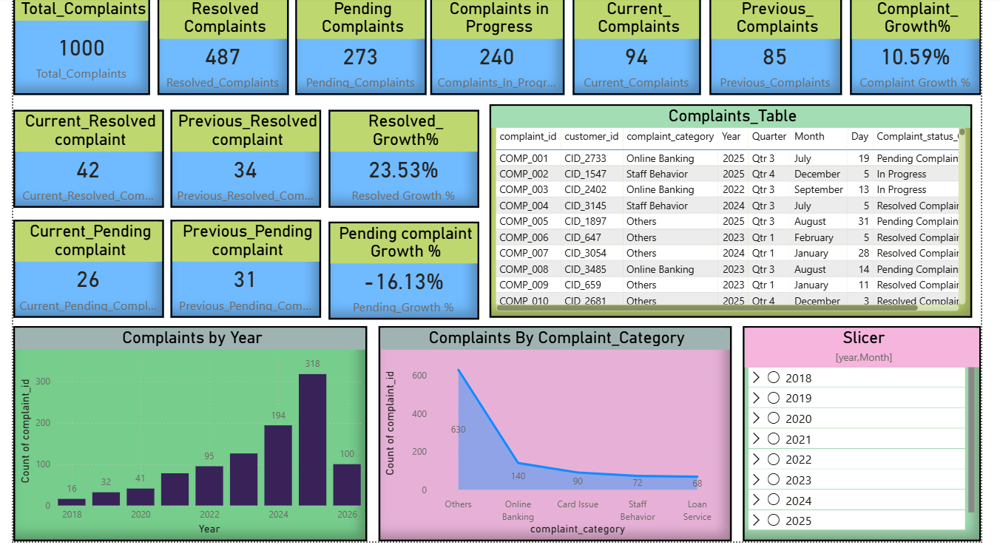 Total_Complaints
1000
Total_Complaints
Resolved
Complaints
487
Resolved_Complaints
Pending
Complaints
273
Pending_Complaints
Complaints in
Progress
240
Complaints_In_Progr...
Current_
Complaints
94
Current_Complaints
Previous_
Complaints
85
Previous_Complaints
Complaint_
Growth%
10.59%
Complaint Growth %
Current_Resolved
complaint
42
Current_Resolved_Com...
Previous_Resolved
complaint
34
Previous_Resolved_Com...
Resolved_
Growth%
23.53%
Resolved Growth %
Current_Pending
complaint
26
Current_Pending_Compl...
Previous_Pending
complaint
31
Previous_Pending_Com...
Pending complaint
Growth %
-16.13%
Pending_Growth %
Complaints_Table
complaint_id customer_id complaint_category Year Quarter Month Day Complaint_status_
COMP_001 CID_2733 Online Banking 2025 Qtr 3 July 19 Pending Complain
COMP_002 CID_1547 Staff Behavior 2025 Qtr 4 December 5 In Progress
COMP_003 CID_2402 Online Banking 2022 Qtr 3 September 13 In Progress
COMP_004 CID_3145 Staff Behavior 2024 Qtr 3 July 5 Resolved Complain
COMP_005 CID_1897 Others 2025 Qtr 3 August 31 Pending Complain
COMP_006 CID_647 Others 2023 Qtr 1 February 5 Resolved Complain
COMP_007 CID_3054 Others 2024 Qtr 1 January 28 Resolved Complain
COMP_008 CID_3485 Online Banking 2023 Qtr 3 August 14 Pending Complain
COMP_009 CID_659 Others 2023 Qtr 1 January 11 Resolved Complain
COMP_010 CID_2681 Others 2025 Qtr 4 December 3 Resolved Complain
Complaints by Year
Count of complaint_id
300
200
100
0
16
32
41
95
194
318
100
2018
2020
2022
2024
2026
Year
Complaints By Complaint_Category
Count of complaint_id
600
400
200
0
630
140
90
72
68
Others
Online
Banking
Card Issue
Staff
Behavior
Loan
Service
complaint_category
Slicer
[year,Month]
2018
2019
2020
2021
2022
2023
2024
2025